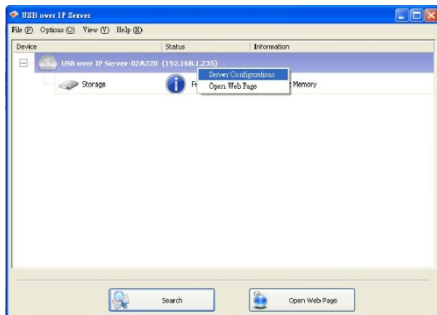 USB over IP Server
File (F) Options (O) View (V) Help (H)
Device Status Information
USB over IP Server-02A220 (192.168.1.235)
Server Configurations
Storage Memory
Open Web Page
Search Open Web Page